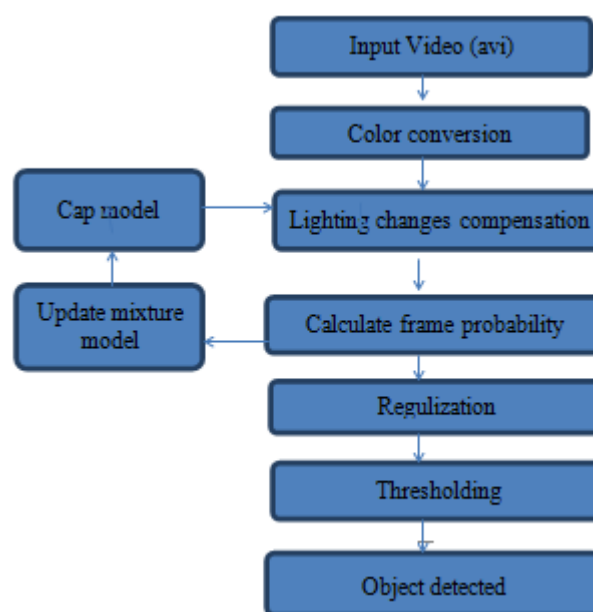 Input Video (avi)
Color conversion
Cap model
Lighting changes compensation
Update mixture
model
Calculate frame probability
Regulization
Thresholding
Object detected